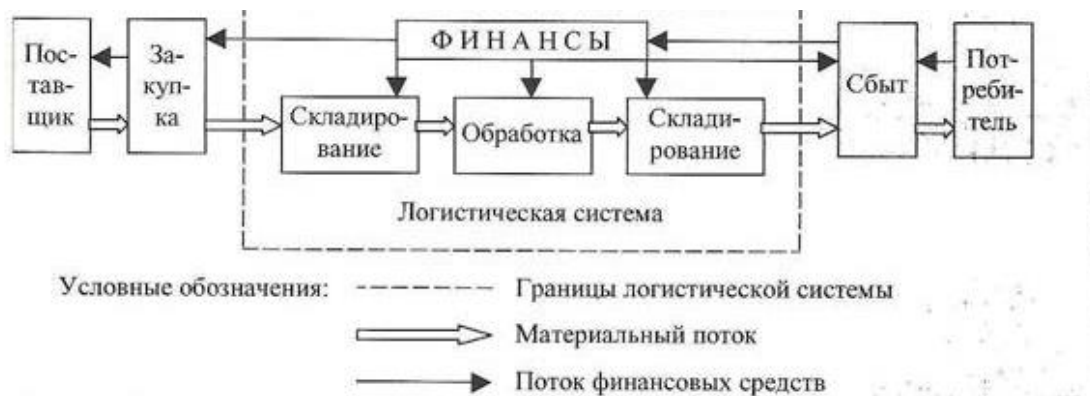 ФИНАНСЫ
Пос-
тав-
щик
За-
куп-
ка
Складиро-
вание
Обработка
Склади-
рование
Сбыт
Пот-
реби-
тель
Логистическая система
Условные обозначения:
Границы логистической системы
Материальный поток
Поток финансовых средств